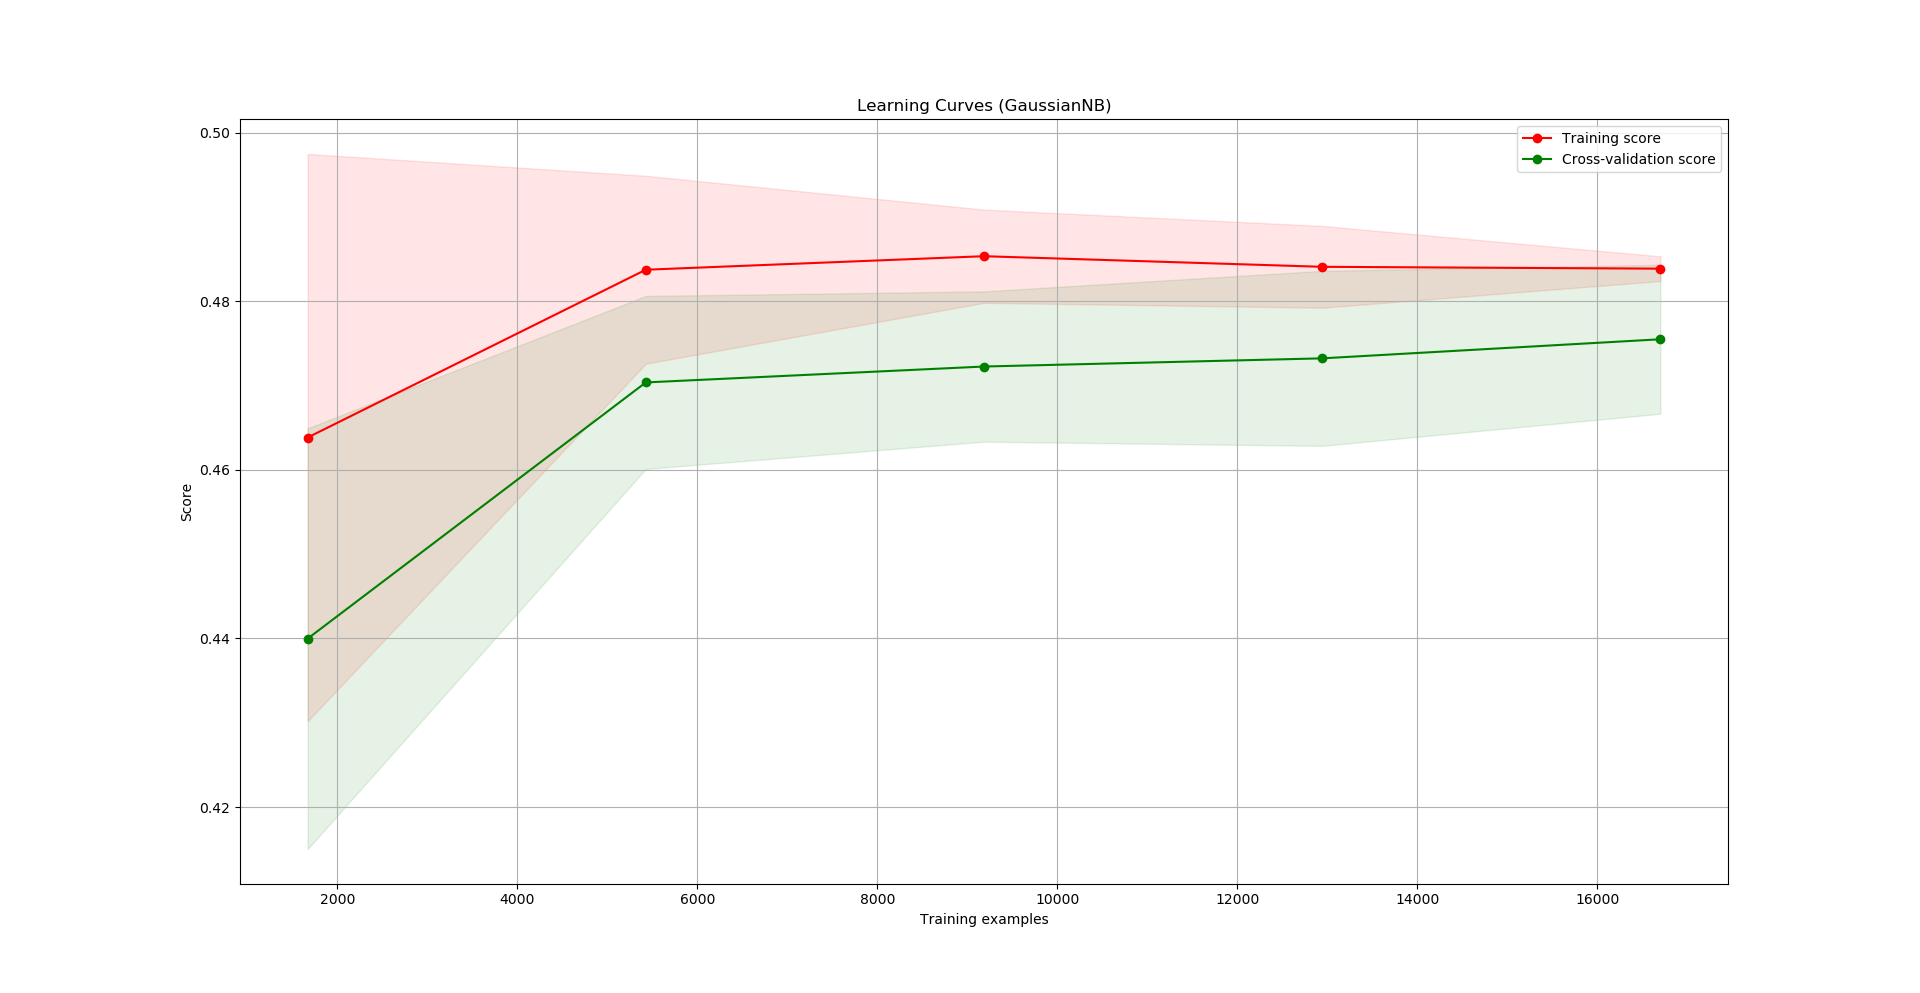 Learning Curves (GaussianNB)
Training score
Cross-validation score
0.50
0.48
0.46
0.44
0.42
Score
2000 4000 6000 8000 10000 12000 14000 16000
Training examples